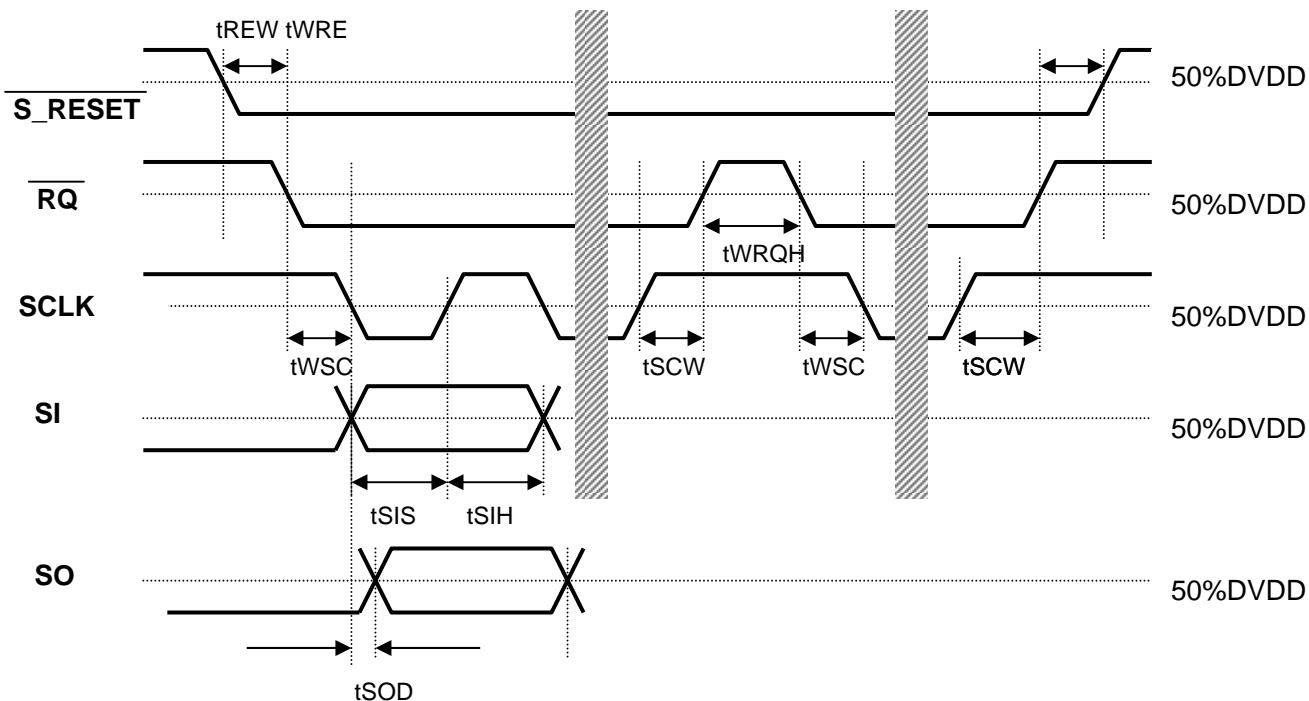 tREW tWRE
50%DVDD
S_RESET
RQ
50%DVDD
tWRQH
SCLK
50%DVDD
tWSC
tSCW
tWSC
tSCW
SI
50%DVDD
tSIS
tSIH
SO
50%DVDD
tSOD